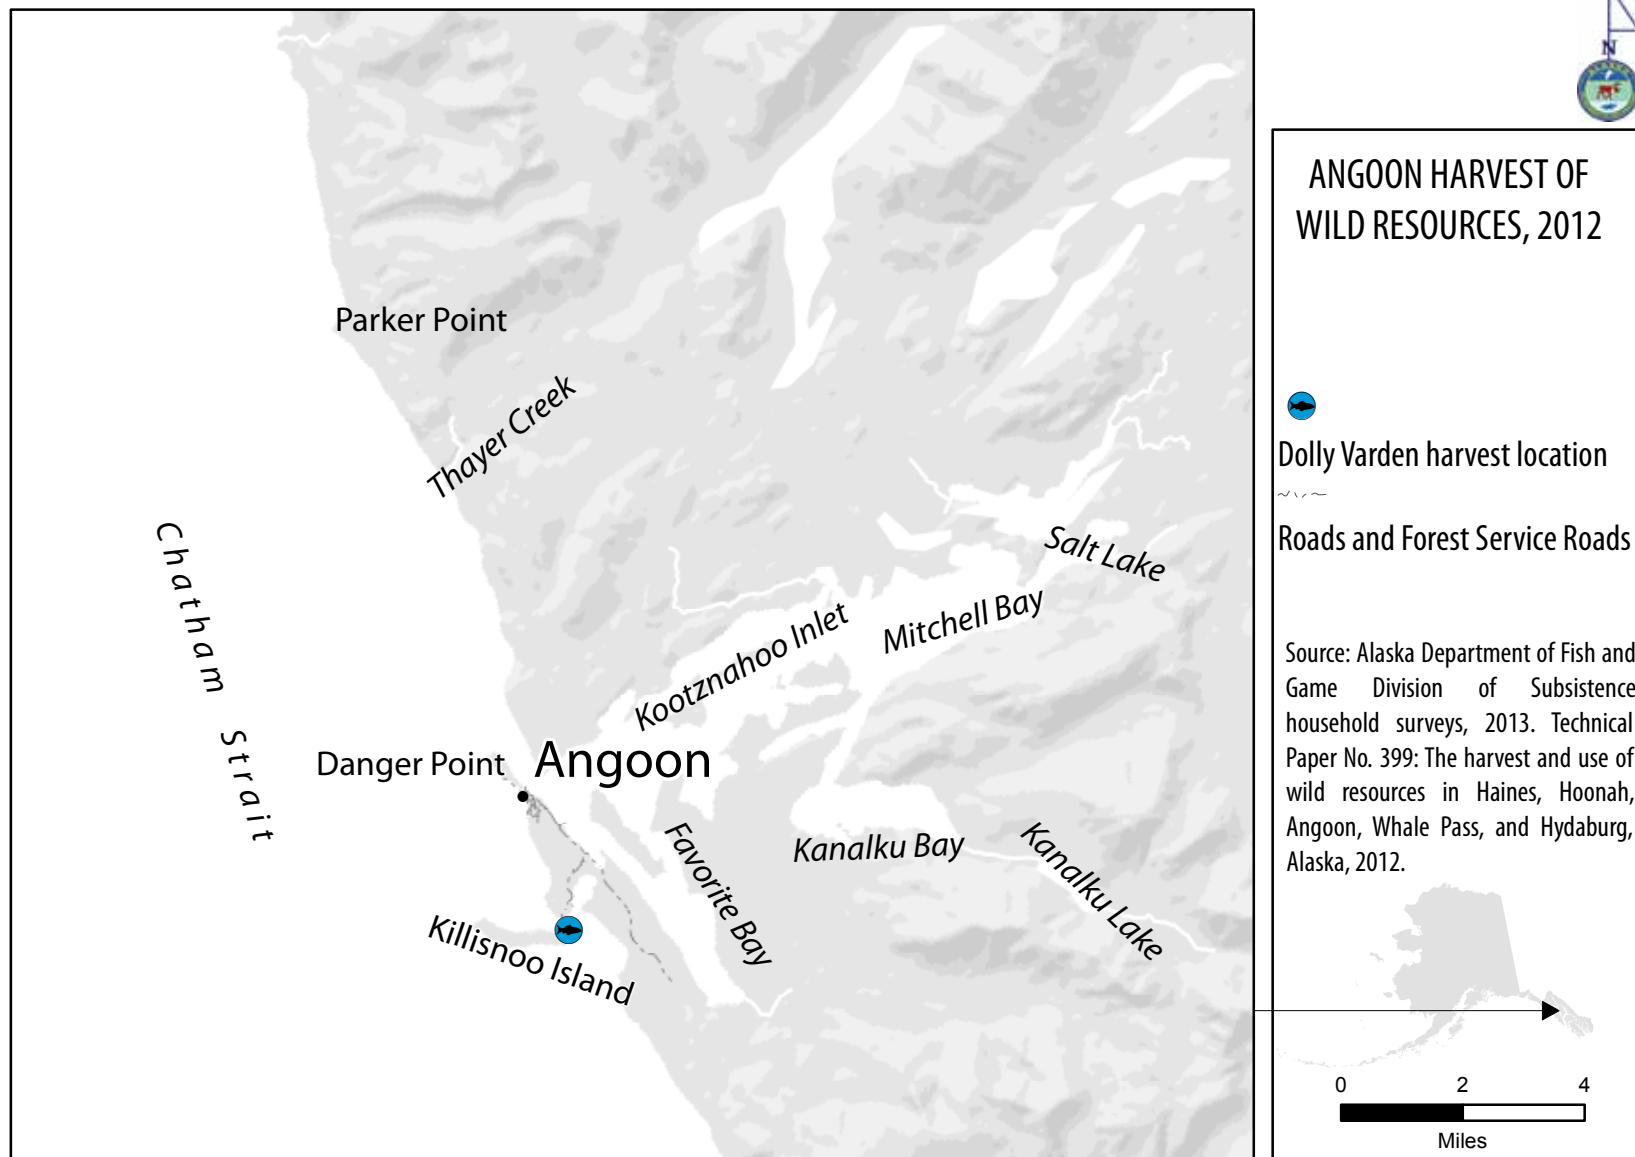 N
ANGOON HARVEST OF
WILD RESOURCES, 2012
Parker Point
Thayer Creek
Chatham Strait
Salt Lake
Mitchell Bay
Kootznahoo Inlet
Danger Point
Angoon
Favorite Bay
Kanalku Bay
Kanalku Lake
Killisnoo Island
Dolly Varden harvest location
Roads and Forest Service Roads
Source: Alaska Department of Fish and
Game Division of Subsistence
household surveys, 2013. Technical
Paper No. 399: The harvest and use of
wild resources in Haines, Hoonah,
Angoon, Whale Pass, and Hydaburg,
Alaska, 2012.
0 2 4
Miles